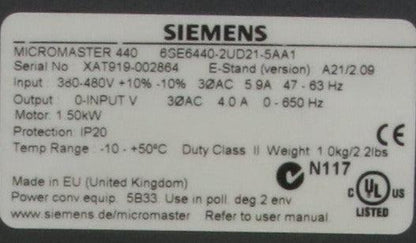 SIEMENS
MICROMASTER 440 6SE6440-2UD21-5AA1
Serial No XAT919-002864 E-Stand (version) A21/2.09
Input : 380-480V +10% -10% 3ØAC 5.9A 47 - 63 Hz
Output : 0-INPUT V 3ØAC 4.0 A 0 - 650 Hz
Motor: 1.50kW
Protection: IP20
Temp Range : -10 - +50°C Duty Class II Weight 1.0kg/2.2lbs
N117
Made in EU (United Kingdom)
Power conv equip. 5B33. Use in poll. deg 2 env
www.siemens.de/micromaster Refer to user manual.
CE
C UL US
LISTED